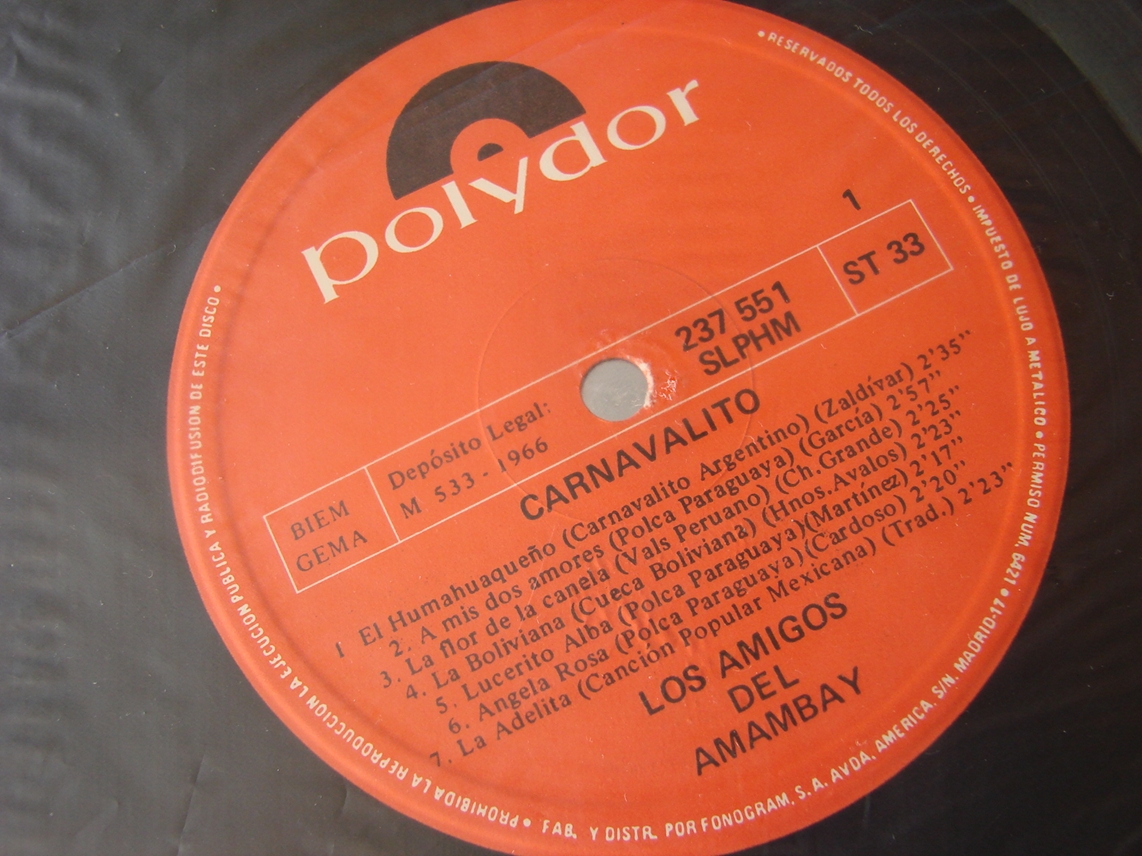 polydor
1
BIEM
GEMA
Depósito Legal:
M 533 - 1966
237 551
SLPHM
ST 33
CARNAVALITO
1 El Humahuaqueño (Carnavalito Argentino) (Zaldívar) 2'35"
2. A mis dos amores (Polca Paraguaya) (García) 2'57"
3. La flor de la canela (Vals Peruano) (Ch. Grande) 2'25"
4. La Boliviana (Cueca Boliviana) (Hnos. Avalos) 2'23"
5. Lucerito Alba (Polca Paraguaya) (Martínez) 2'17"
6. Angela Rosa (Polca Paraguaya) (Cardoso) 2'20"
7. La Adelita (Canción Popular Mexicana) (Trad.) 2'23"
LOS AMIGOS
DEL
AMAMBAY
• RESERVADOS TODOS LOS DERECHOS • IMPUESTO DE LUJO A METALICO • PERMISO NUM. 6421 • FAB. Y DISTR. POR FONOGRAM, S. A. AVDA. AMERICA, S/N. MADRID-17 • PROHIBIDA LA REPRODUCCION LA EJECUCION PUBLICA Y RADIODIFUSION DE ESTE DISCO •